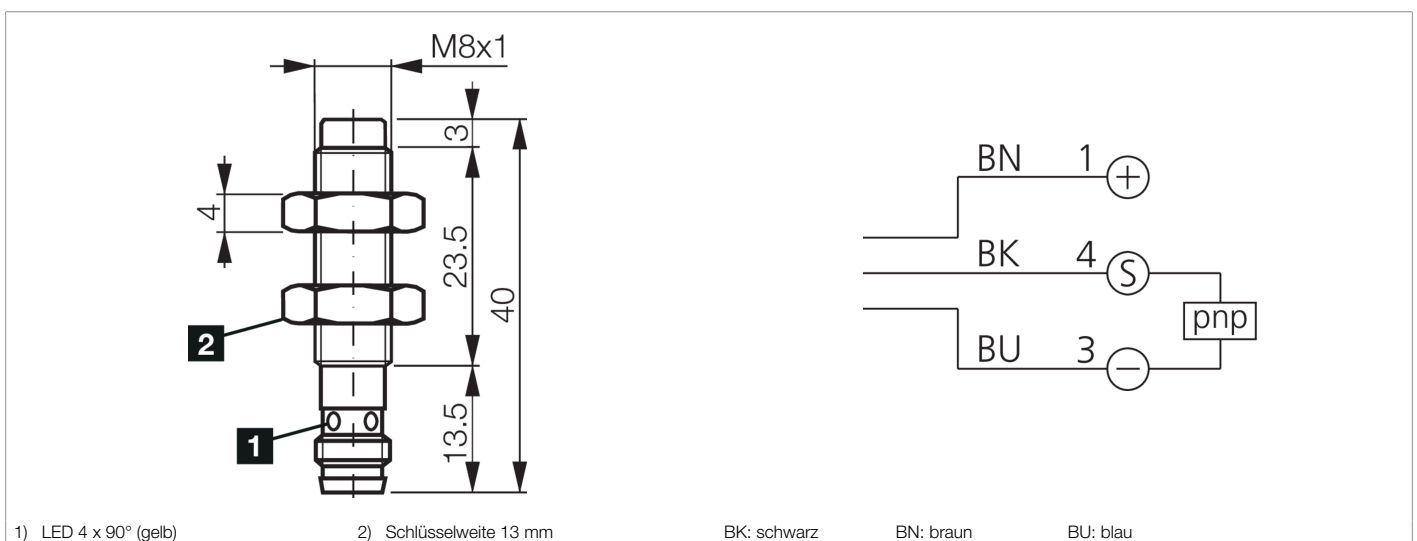 M8x1
3
4
23.5
40
2
1
13.5
BN 1 +
BK 4 S
pnp
BU 3 −
1) LED 4 x 90° (gelb)
2) Schlüsselweite 13 mm
BK: schwarz
BN: braun
BU: blau